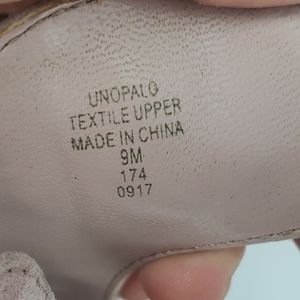 UNOPALO
TEXTILE UPPER
MADE IN CHINA
9M
174
0917